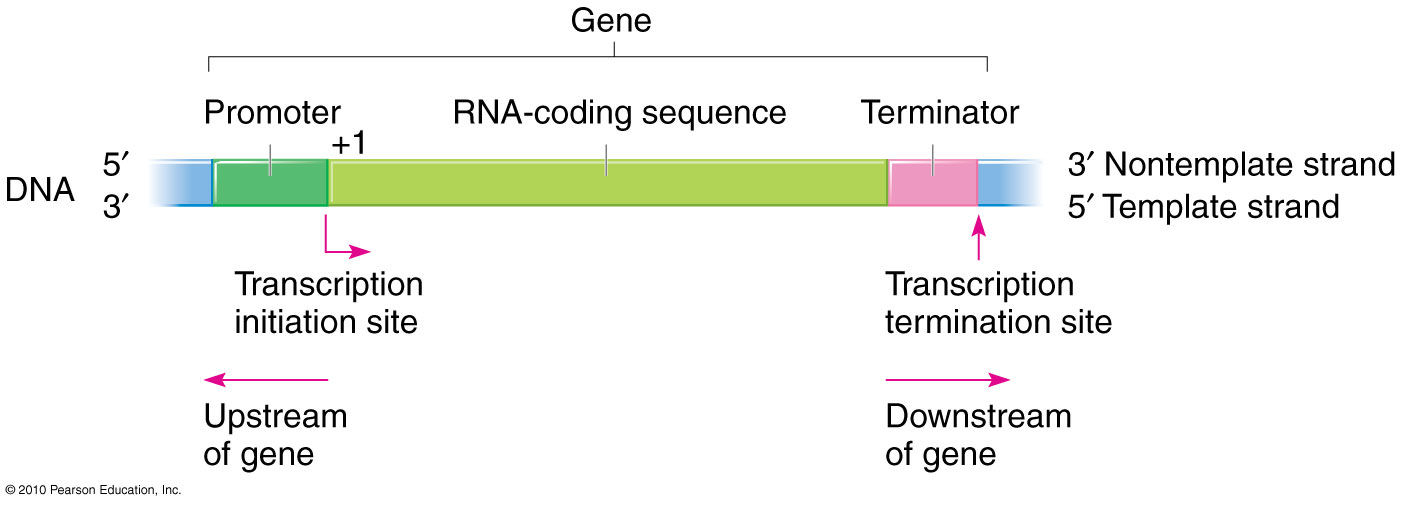 Gene
Promoter RNA-coding sequence Terminator
+1
5′ 3′ Nontemplate strand
DNA
3′ 5′ Template strand
Transcription
initiation site
Transcription
termination site
Upstream
of gene
Downstream
of gene
© 2010 Pearson Education, Inc.